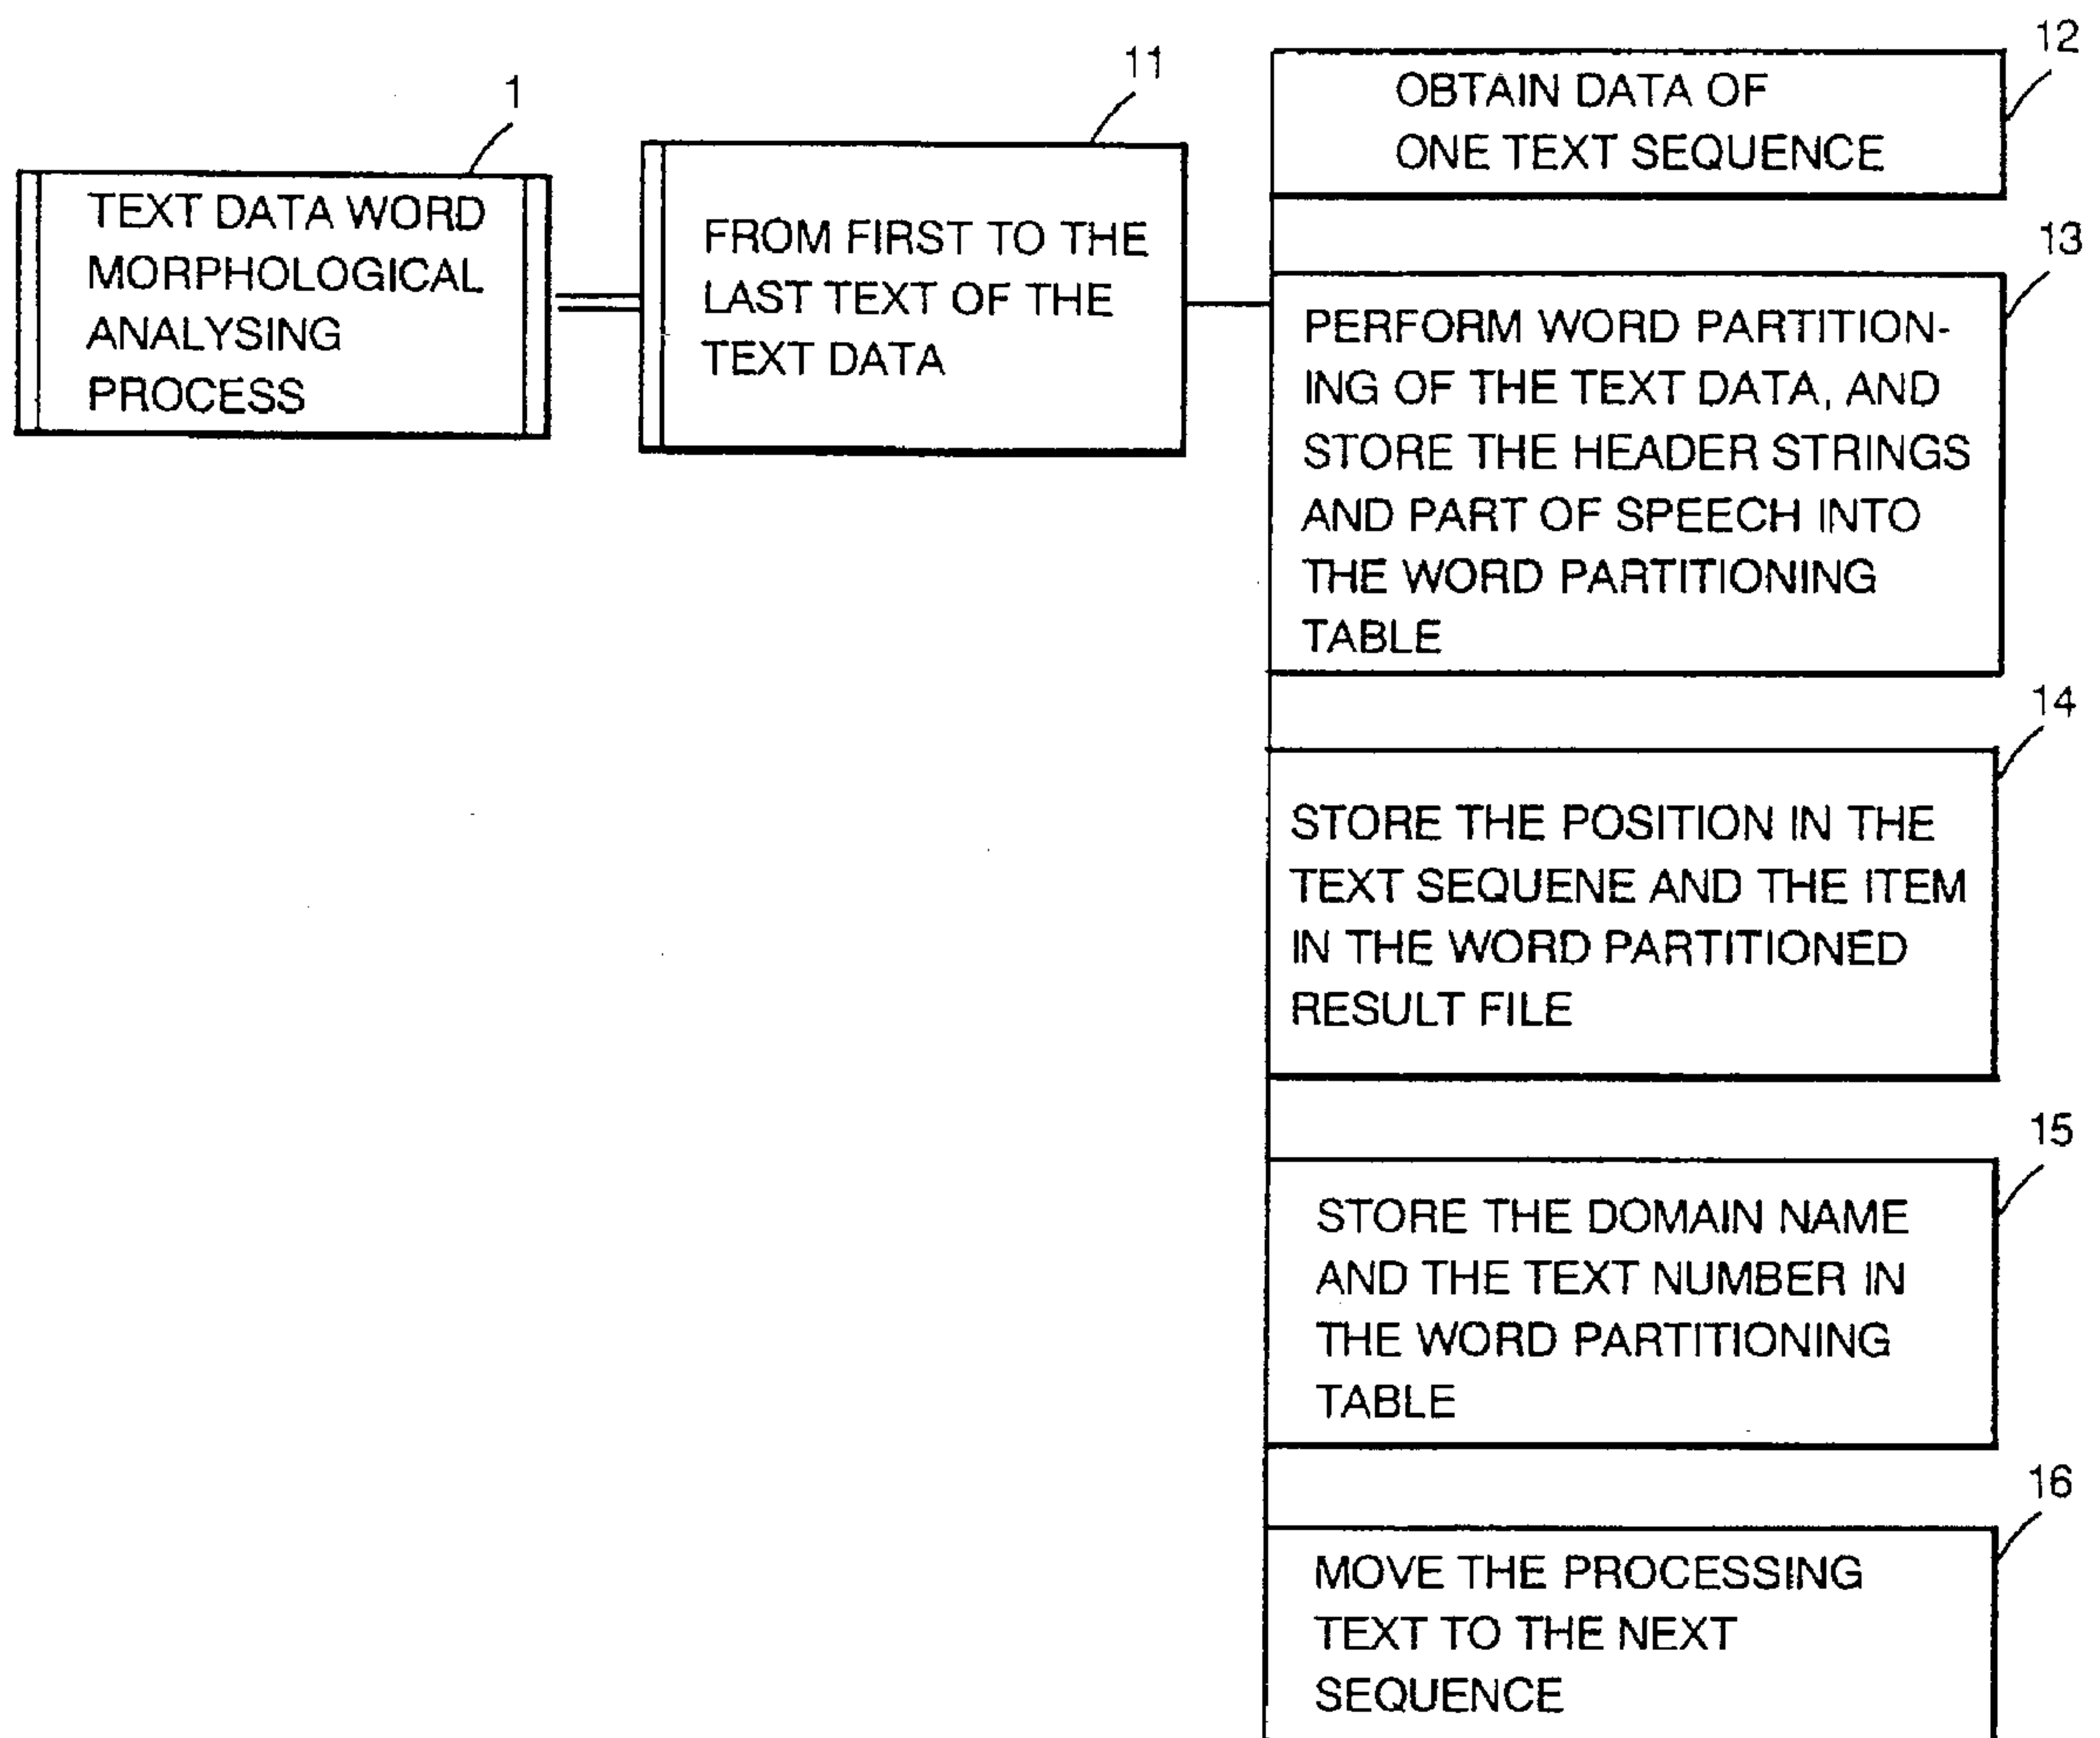 1
TEXT DATA WORD
MORPHOLOGICAL
ANALYSING
PROCESS
11
FROM FIRST TO THE
LAST TEXT OF THE
TEXT DATA
12
OBTAIN DATA OF
ONE TEXT SEQUENCE
13
PERFORM WORD PARTITION-
ING OF THE TEXT DATA, AND
STORE THE HEADER STRINGS
AND PART OF SPEECH INTO
THE WORD PARTITIONING
TABLE
14
STORE THE POSITION IN THE
TEXT SEQUENE AND THE ITEM
IN THE WORD PARTITIONED
RESULT FILE
15
STORE THE DOMAIN NAME
AND THE TEXT NUMBER IN
THE WORD PARTITIONING
TABLE
16
MOVE THE PROCESSING
TEXT TO THE NEXT
SEQUENCE